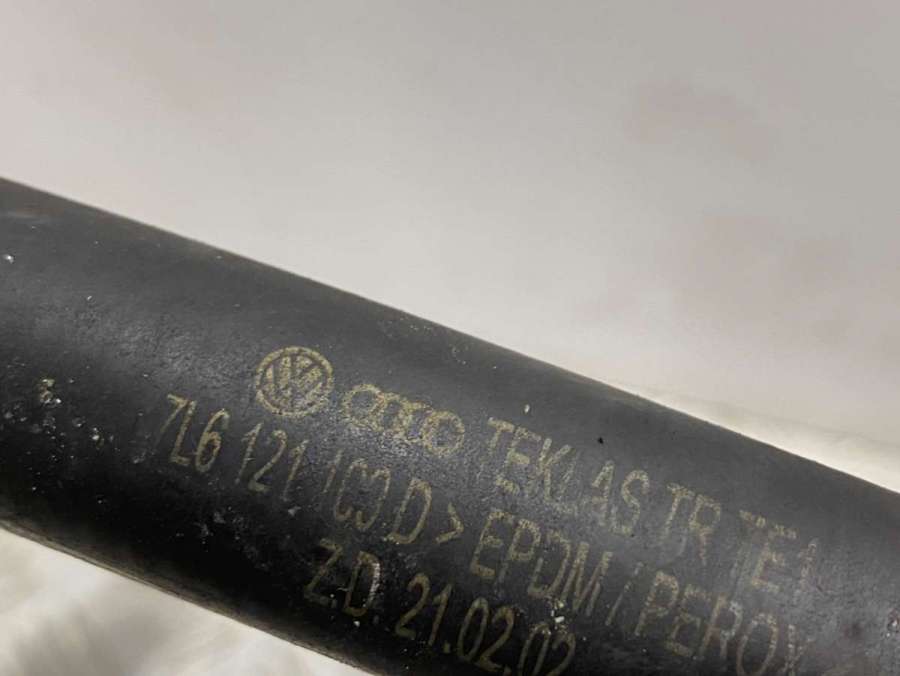 TEKLAS TR TE1
7L6 121 109 D > EPDM / PEROX
Z.D. 21.02.02